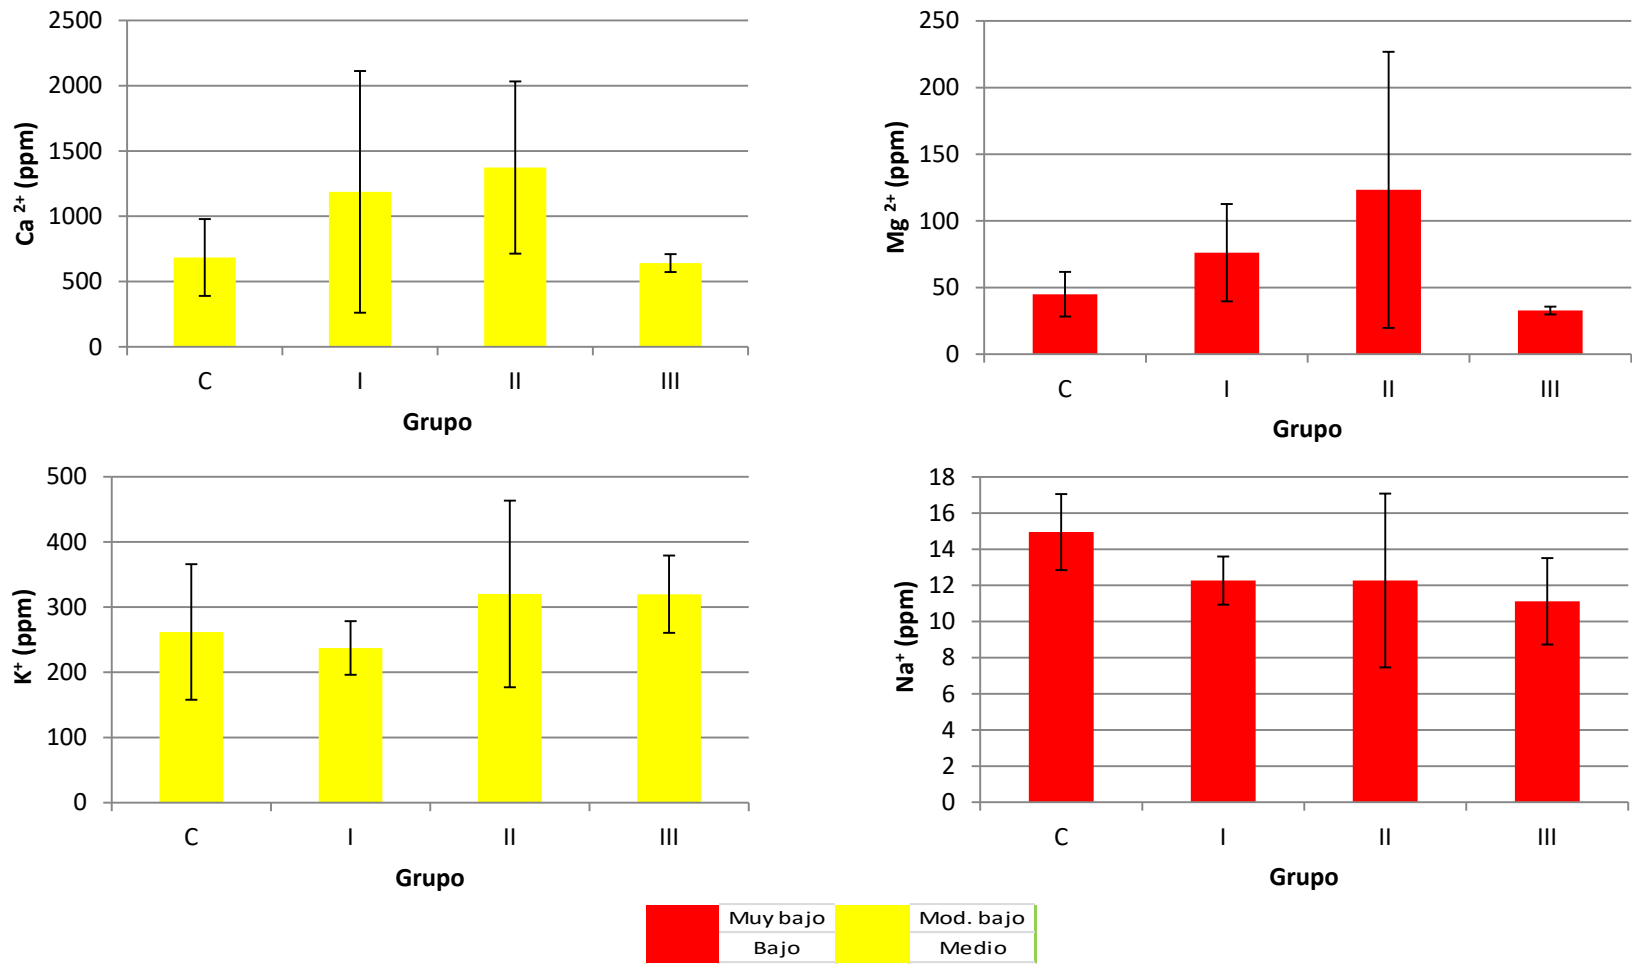 2500
2000
1500
1000
500
0
Ca 2+ (ppm)
C I II III
Grupo
250
200
150
100
50
0
Mg 2+ (ppm)
C I II III
Grupo
500
400
300
200
100
0
K+ (ppm)
C I II III
Grupo
18
16
14
12
10
8
6
4
2
0
Na+ (ppm)
C I II III
Grupo
Muy bajo Mod. bajo
Bajo Medio